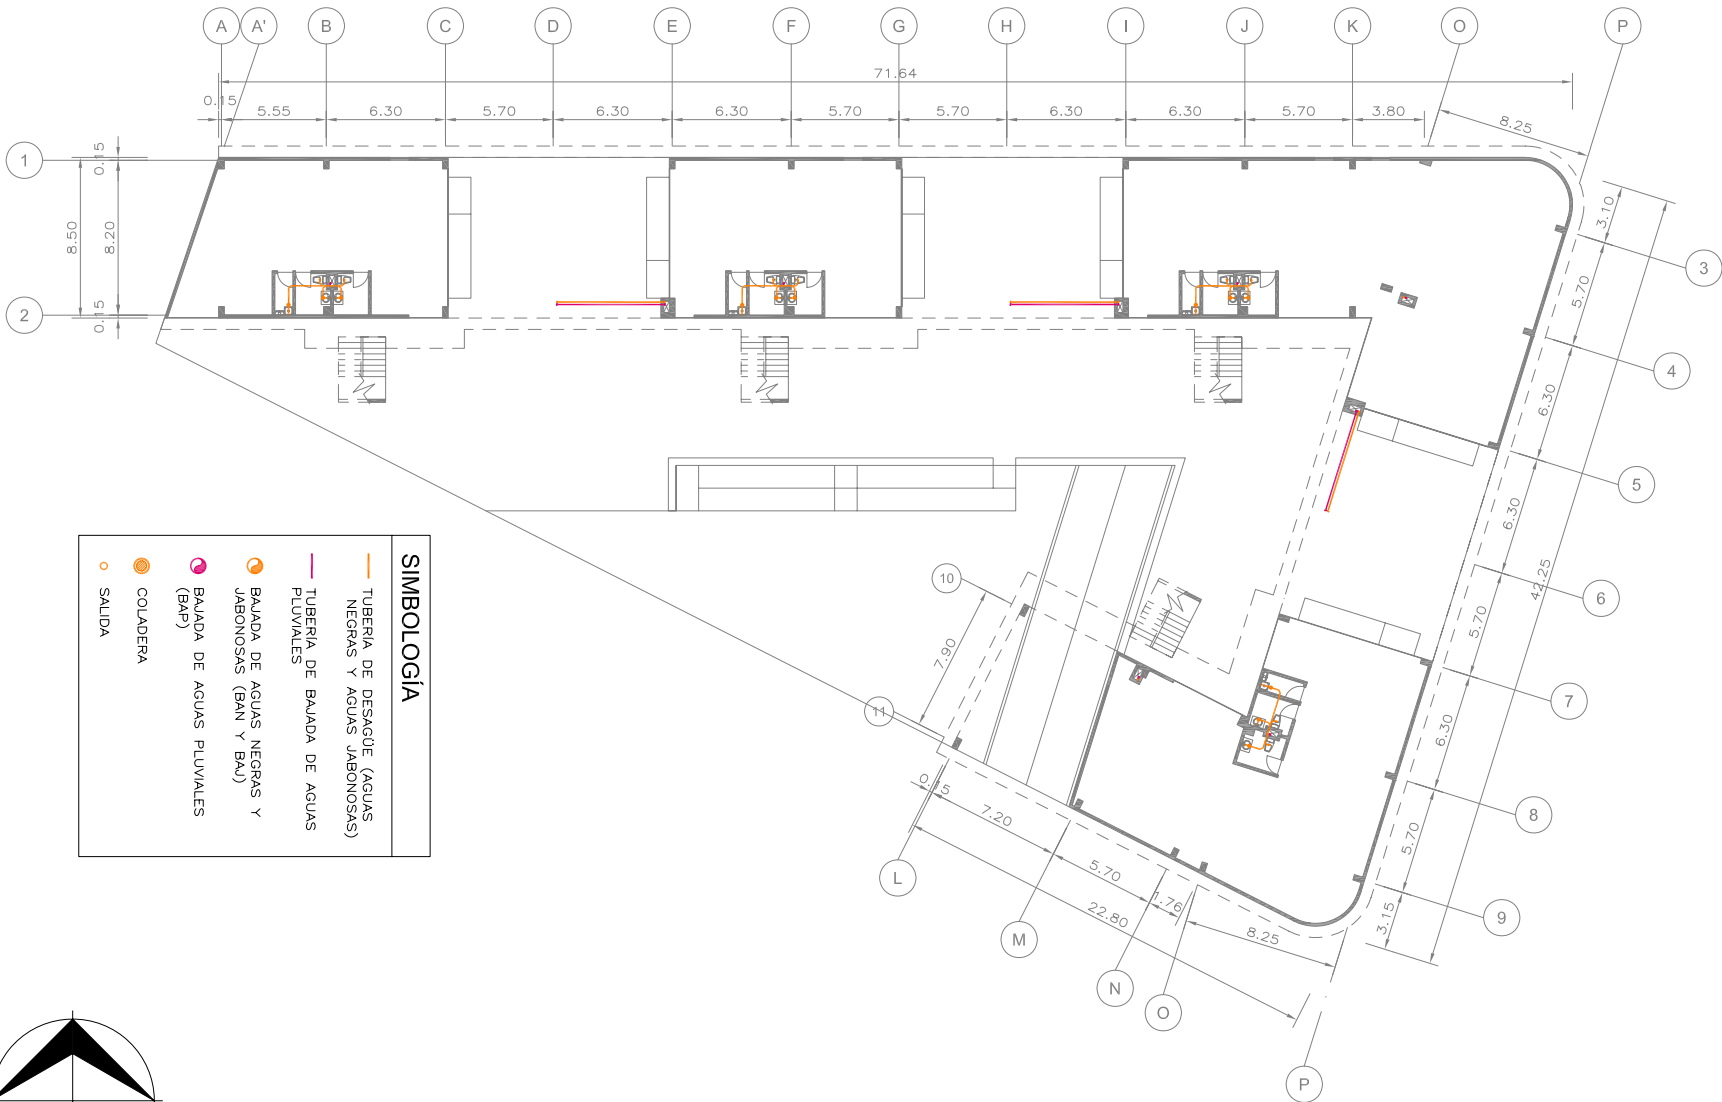 A A' B C D E F G H I J K O P
71.64
0.15 5.55 6.30 5.70 6.30 6.30 5.70 5.70 6.30 6.30 5.70 3.80 8.25
1
0.15
8.50 8.20
2
0.15
3.10
3
5.70
4
6.30
5
6.30
42.25
6
5.70
7
6.30
8
5.70
9
3.15
10
7.90
11
0.15
7.20
5.70
1.76
22.80
8.25
L
M
N
O
P
SIMBOLOGÍA
TUBERÍA DE DESAGÜE (AGUAS
NEGRAS Y AGUAS JABONOSAS)
TUBERÍA DE BAJADA DE AGUAS
PLUVIALES
BAJADA DE AGUAS NEGRAS Y
JABONOSAS (BAN Y BAJ)
BAJADA DE AGUAS PLUVIALES
(BAP)
COLADERA
SALIDA